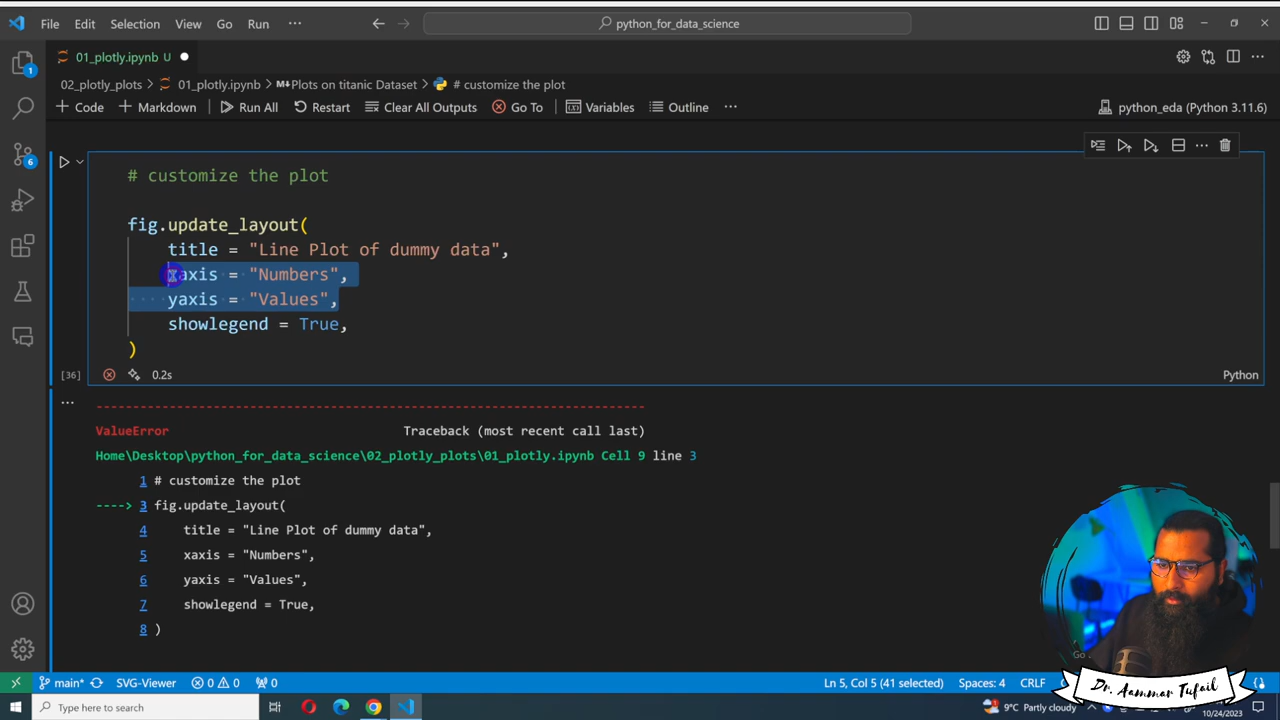 File Edit Selection View Go Run ··· python_for_data_science
01_plotly.ipynb U
02_plotly_plots > 01_plotly.ipynb > M↓Plots on titanic Dataset > # customize the plot
+ Code + Markdown Run All Restart Clear All Outputs Go To Variables Outline ··· python_eda (Python 3.11.6)
# customize the plot
fig.update_layout(
title = "Line Plot of dummy data",
xaxis = "Numbers",
yaxis = "Values",
showlegend = True,
)
[36] 0.2s Python
---------------------------------------------------------------------------
ValueError Traceback (most recent call last)
Home\Desktop\python_for_data_science\02_plotly_plots\01_plotly.ipynb Cell 9 line 3
1 # customize the plot
----> 3 fig.update_layout(
4 title = "Line Plot of dummy data",
5 xaxis = "Numbers",
6 yaxis = "Values",
7 showlegend = True,
8 )
Dr. Aammar Tufail
main* SVG-Viewer 0 0 0 Ln 5, Col 5 (41 selected) Spaces: 4 CRLF
Type here to search 9°C Partly cloudy
10/24/2023